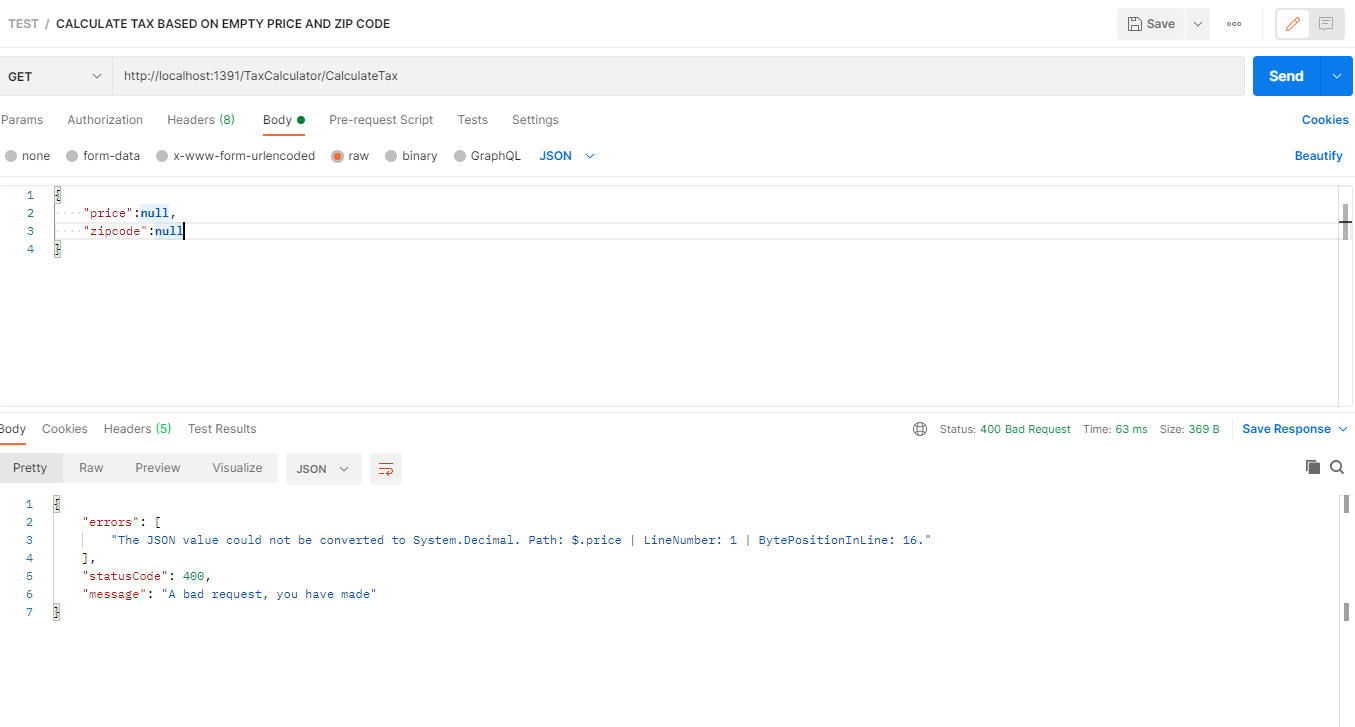 TEST / CALCULATE TAX BASED ON EMPTY PRICE AND ZIP CODE
Save
GET http://localhost:1391/TaxCalculator/CalculateTax Send
Params Authorization Headers (8) Body Pre-request Script Tests Settings Cookies
none form-data x-www-form-urlencoded raw binary GraphQL JSON Beautify
1 {
2 "price":null,
3 "zipcode":null
4 }
Body Cookies Headers (5) Test Results Status: 400 Bad Request Time: 63 ms Size: 369 B Save Response
Pretty Raw Preview Visualize JSON
1 {
2 "errors": [
3 "The JSON value could not be converted to System.Decimal. Path: $.price | LineNumber: 1 | BytePositionInLine: 16."
4 ],
5 "statusCode": 400,
6 "message": "A bad request, you have made"
7 }